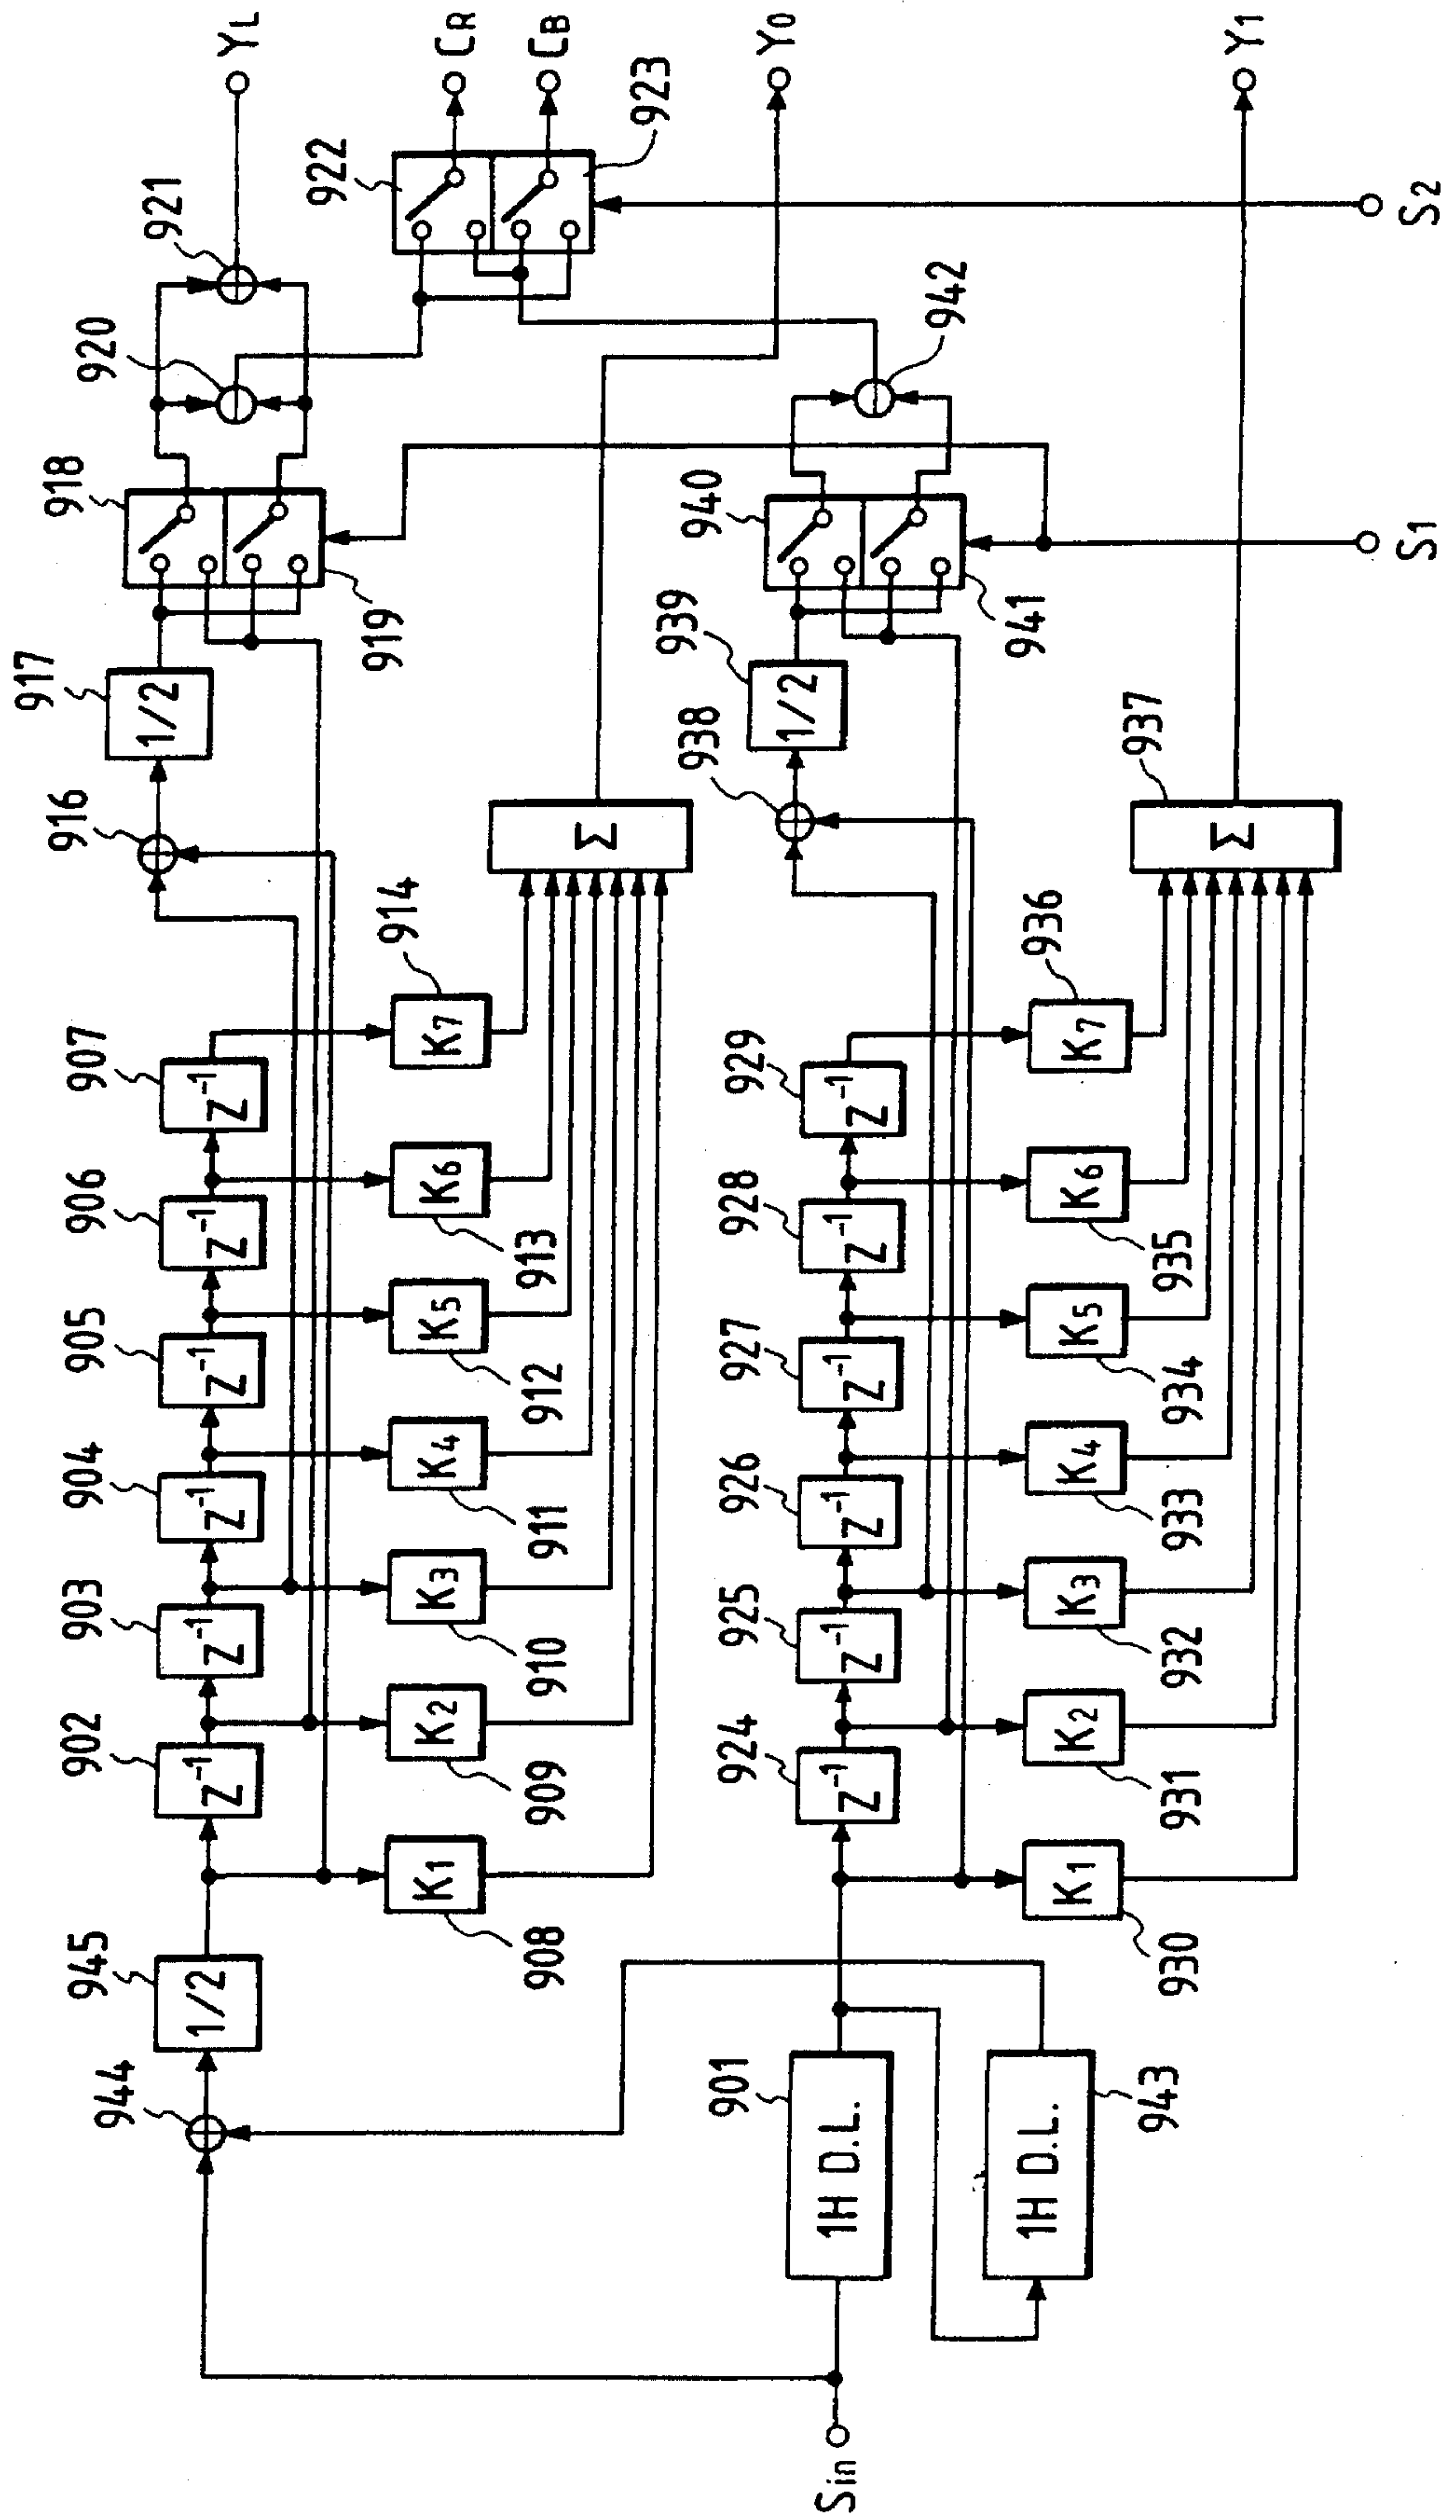 944
945
902
903
904
905
906
907
916
917
918
920
921
1/2
Z⁻¹
Z⁻¹
Z⁻¹
Z⁻¹
Z⁻¹
Z⁻¹
1/2
YL
K1
K2
K3
K4
K5
K6
K7
914
919
922
CR
908
909
910
911
912
913
Σ
CB
923
901
924
925
926
927
928
929
938
939
940
Y0
Sin
1H D.L.
Z⁻¹
Z⁻¹
Z⁻¹
Z⁻¹
Z⁻¹
Z⁻¹
1/2
942
1H D.L.
K1
K2
K3
K4
K5
K6
K7
936
941
943
930
931
932
933
934
935
937
Σ
Y1
S1
S2